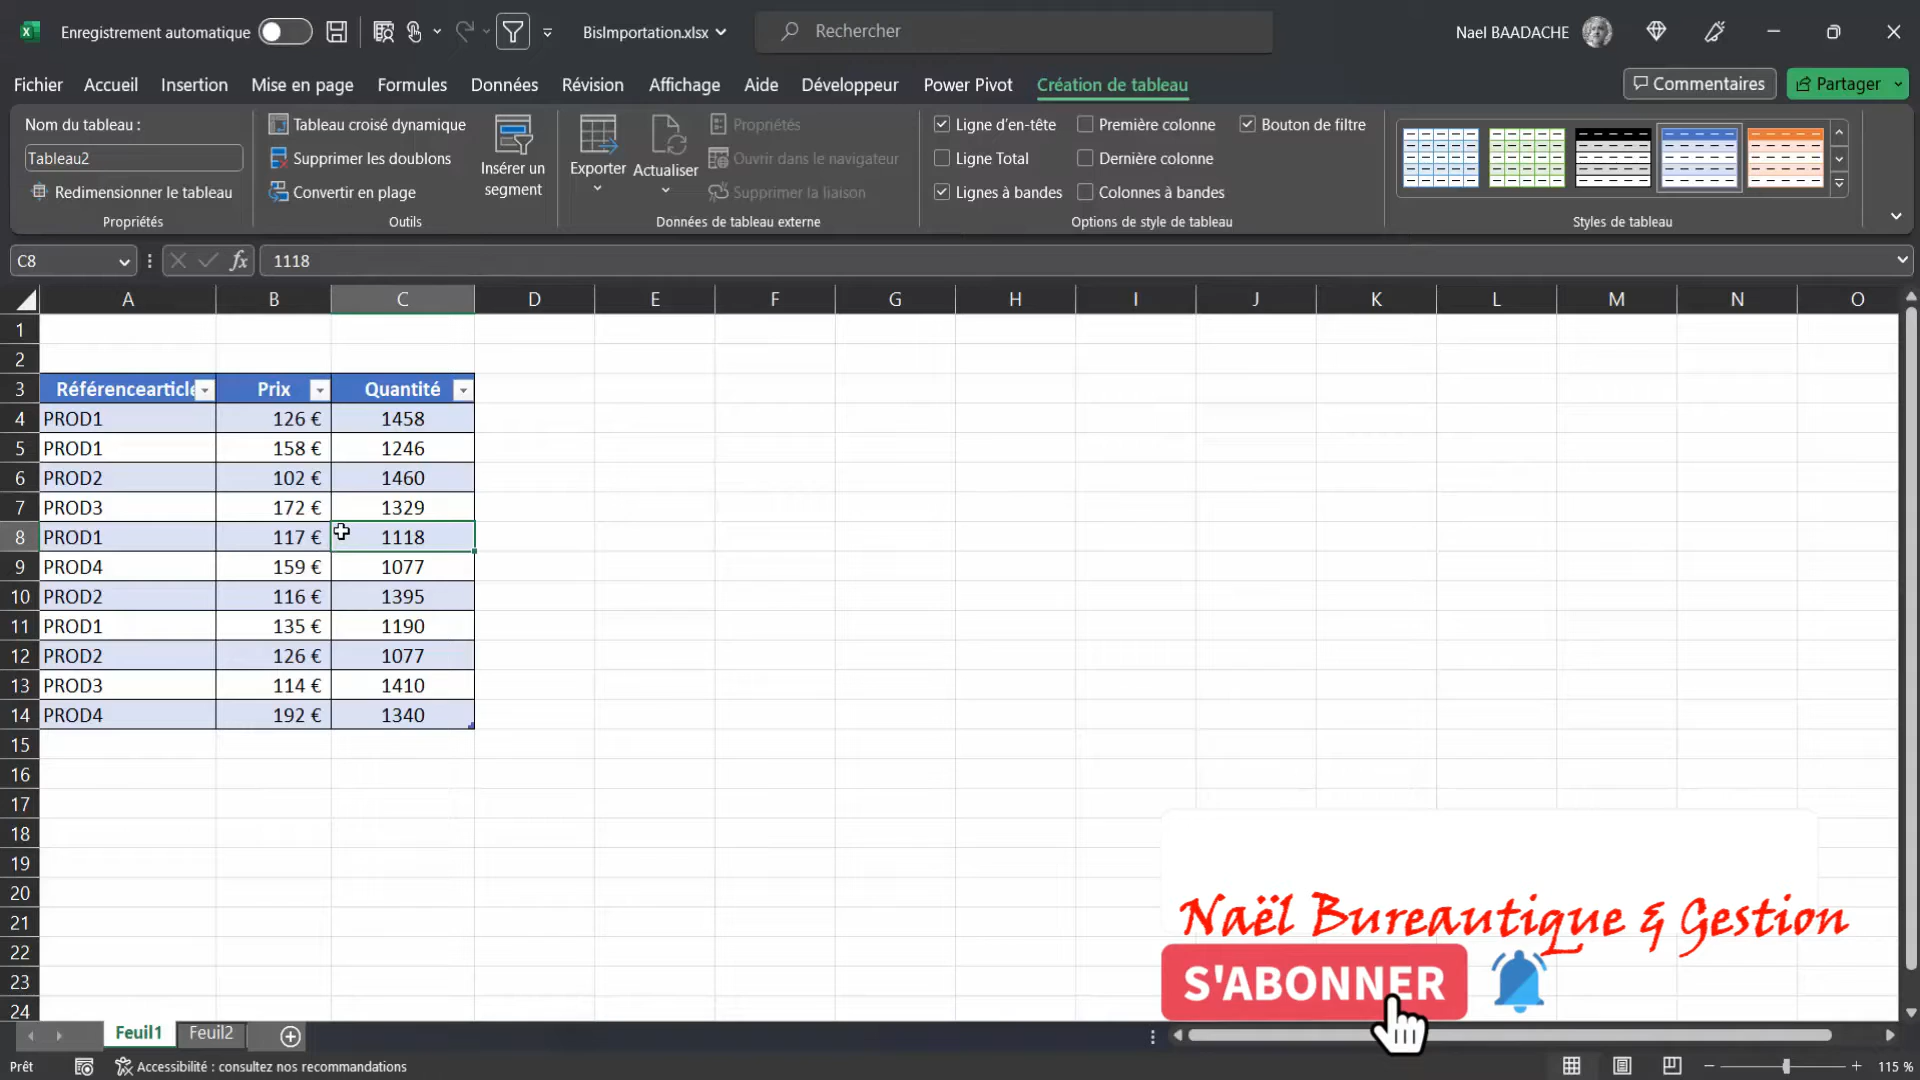 Enregistrement automatique
BisImportation.xlsx
Rechercher
Nael BAADACHE
Fichier Accueil Insertion Mise en page Formules Données Révision Affichage Aide Développeur Power Pivot Création de tableau Commentaires Partager
Nom du tableau :
Tableau2
Redimensionner le tableau
Propriétés
Tableau croisé dynamique
Supprimer les doublons
Convertir en plage
Outils
Insérer un
segment
Exporter
Actualiser
Propriétés
Ouvrir dans le navigateur
Supprimer la liaison
Données de tableau externe
Ligne d'en-tête Première colonne Bouton de filtre
Ligne Total Dernière colonne
Lignes à bandes Colonnes à bandes
Options de style de tableau
Styles de tableau
C8 fx 1118
A B C D E F G H I J K L M N O
1
2
3 Référencearticle Prix Quantité
4 PROD1 126 € 1458
5 PROD1 158 € 1246
6 PROD2 102 € 1460
7 PROD3 172 € 1329
8 PROD1 117 € 1118
9 PROD4 159 € 1077
10 PROD2 116 € 1395
11 PROD1 135 € 1190
12 PROD2 126 € 1077
13 PROD3 114 € 1410
14 PROD4 192 € 1340
15
16
17
18
19
20
21
22
23
24
Naël Bureautique & Gestion
S'ABONNER
Feuil1 Feuil2
Prêt
Accessibilité : consultez nos recommandations
115 %